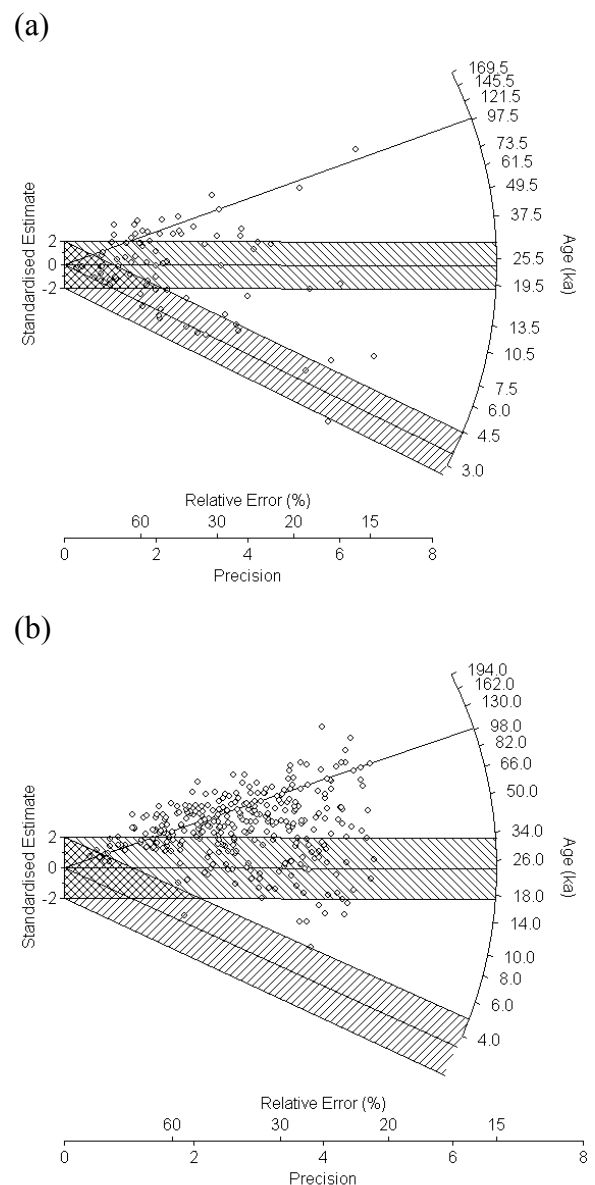 (a)
169.5
145.5
121.5
97.5
73.5
61.5
49.5
37.5
25.5
19.5
13.5
10.5
7.5
6.0
4.5
3.0
Age (ka)
Standardised Estimate
2
0
-2
Relative Error (%)
60 30 20 15
0 2 4 6 8
Precision
(b)
194.0
162.0
130.0
98.0
82.0
66.0
50.0
34.0
26.0
18.0
14.0
10.0
8.0
6.0
4.0
Age (ka)
Standardised Estimate
2
0
-2
Relative Error (%)
60 30 20 15
0 2 4 6 8
Precision